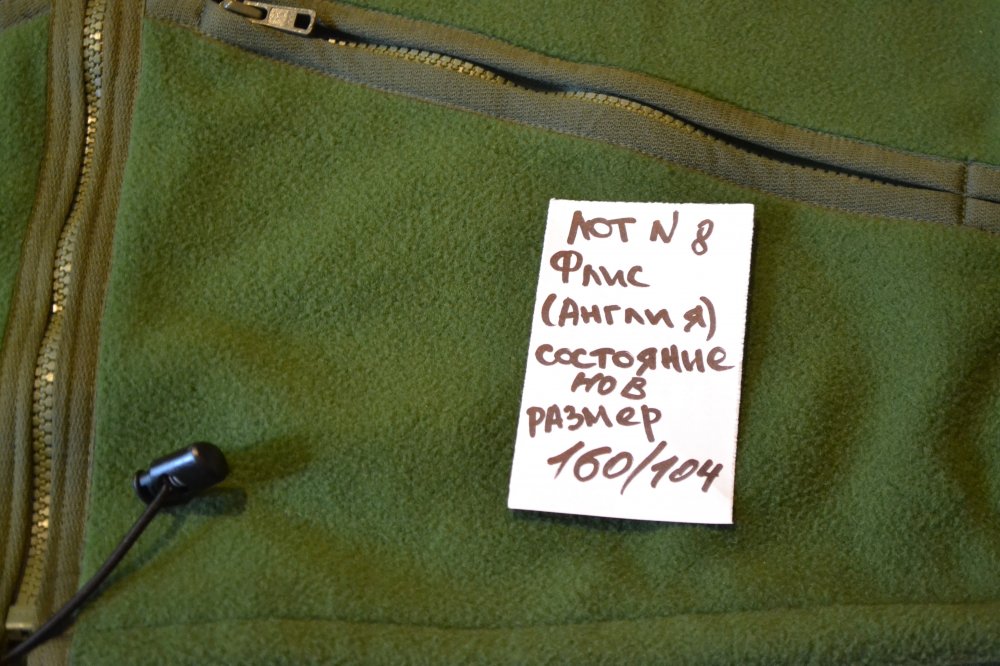 ЛОТ N 8
Флис
(Англия)
состояние
нов
размер
160/104